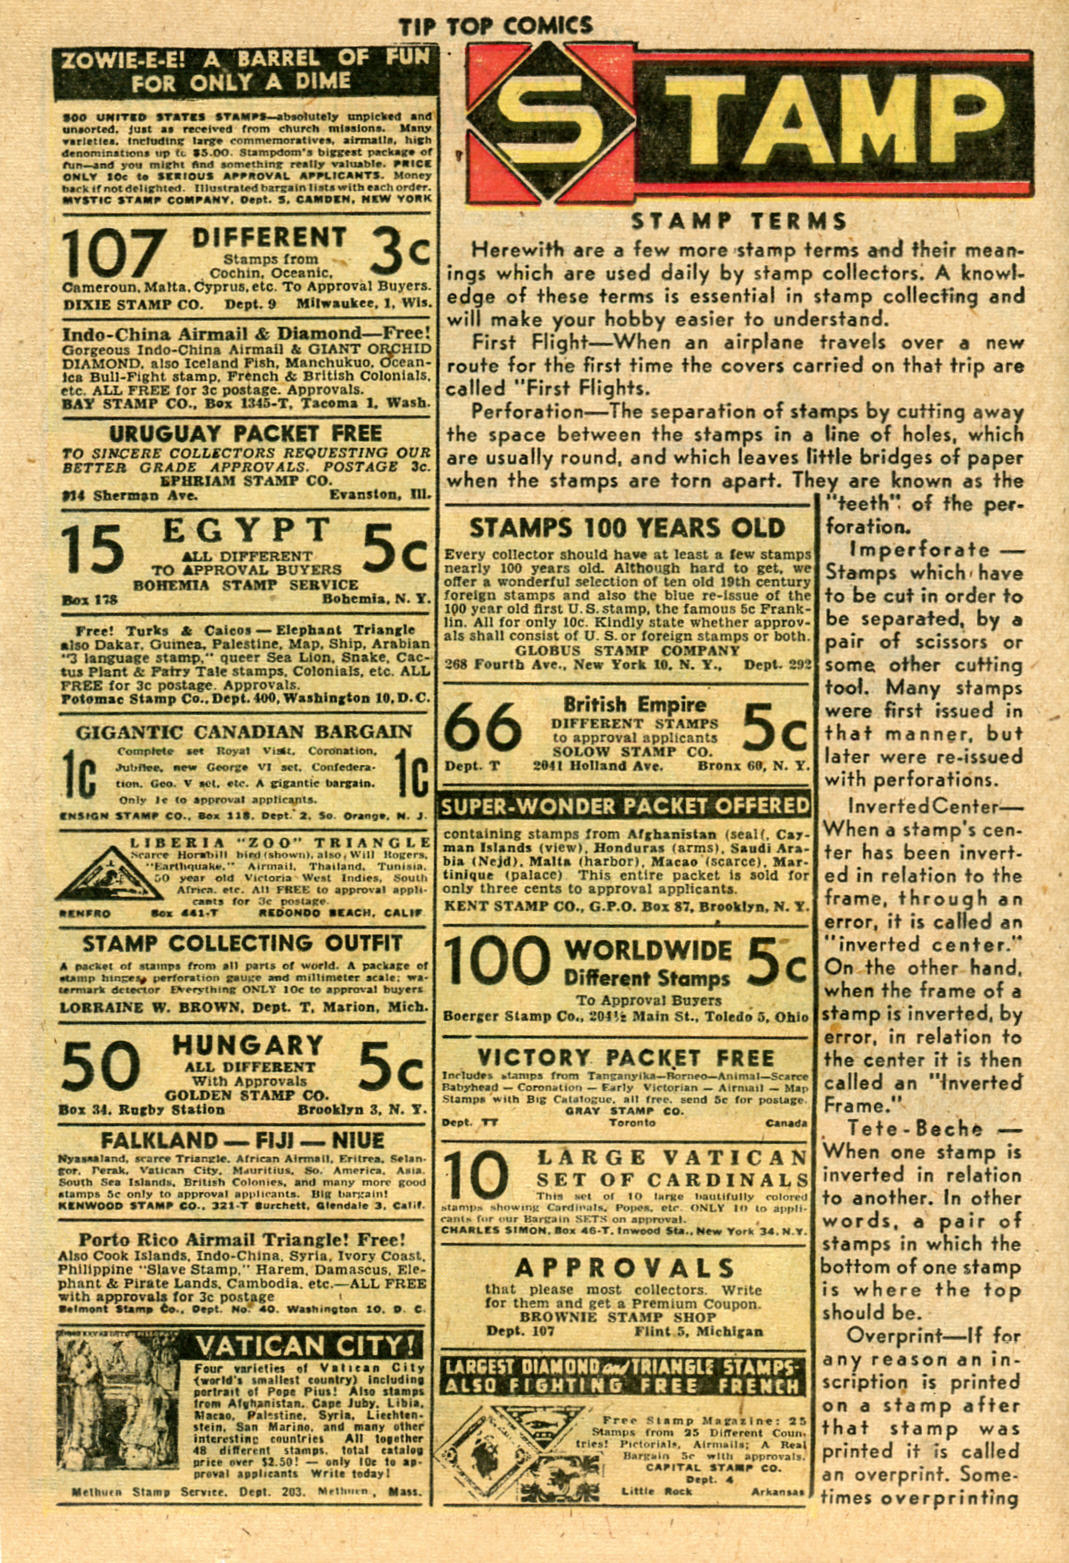 TIP TOP COMICS
ZOWIE-E-E! A BARREL OF FUN
FOR ONLY A DIME
500 UNITED STATES STAMPS—absolutely unpicked and
unsorted, just as received from church missions. Many
varieties, including large commemoratives, airmails, high
denominations up to $5.00. Stampdom's biggest package of
fun—and you might find something really valuable. PRICE
ONLY 10c to SERIOUS APPROVAL APPLICANTS. Money
back if not delighted. Illustrated bargain lists with each order.
MYSTIC STAMP COMPANY, Dept. 5, CAMDEN, NEW YORK
107 DIFFERENT 3c
Stamps from
Cochin, Oceanic,
Cameroun, Malta, Cyprus, etc. To Approval Buyers.
DIXIE STAMP CO. Dept. 9 Milwaukee, 1, Wis.
Indo-China Airmail & Diamond—Free!
Gorgeous Indo-China Airmail & GIANT ORCHID
DIAMOND, also Iceland Fish, Manchukuo, Ocean-
ica Bull-Fight stamp, French & British Colonials,
etc. ALL FREE for 3c postage. Approvals.
BAY STAMP CO., Box 1345-T, Tacoma 1, Wash.
URUGUAY PACKET FREE
TO SINCERE COLLECTORS REQUESTING OUR
BETTER GRADE APPROVALS. POSTAGE 3c.
EPHRIAM STAMP CO.
914 Sherman Ave. Evanston, Ill.
15 EGYPT 5c
ALL DIFFERENT
TO APPROVAL BUYERS
BOHEMIA STAMP SERVICE
Box 178 Bohemia, N. Y.
Free! Turks & Caicos — Elephant Triangle
also Dakar, Guinea, Palestine, Map, Ship, Arabian
"3 language stamp," queer Sea Lion, Snake, Cac-
tus Plant & Fairy Tale stamps, Colonials, etc. ALL
FREE for 3c postage. Approvals.
Potomac Stamp Co., Dept. 400, Washington 10, D.C.
GIGANTIC CANADIAN BARGAIN
1c 1c
Complete set Royal Visit, Coronation,
Jubilee, new George VI set, Confedera-
tion, Geo. V set, etc. A gigantic bargain.
Only 1c to approval applicants.
ENSIGN STAMP CO., Box 118, Dept. 2, So. Orange, N. J.
LIBERIA "ZOO" TRIANGLE
Scarce Hornbill bird (shown), also, Will Rogers,
"Earthquake," Airmail, Thailand, Tunisia,
50 year old Victoria West Indies, South
Africa, etc. All FREE to approval appli-
cants for 3c postage.
RENFRO Box 441-T REDONDO BEACH, CALIF
STAMP COLLECTING OUTFIT
A packet of stamps from all parts of world. A package of
stamp hinges, perforation gauge and millimeter scale; wa-
termark detector. Everything ONLY 10c to approval buyers
LORRAINE W. BROWN, Dept. T, Marion, Mich.
50 HUNGARY 5c
ALL DIFFERENT
With Approvals
GOLDEN STAMP CO.
Box 34, Rugby Station Brooklyn 3, N. Y.
FALKLAND — FIJI — NIUE
Nyassaland, scarce Triangle, African Airmail, Eritrea, Selan-
gor, Perak, Vatican City, Mauritius, So. America, Asia,
South Sea Islands, British Colonies, and many more good
stamps 5c only to approval applicants. Big bargain!
KENWOOD STAMP CO., 321-T Burchett, Glendale 3, Calif.
Porto Rico Airmail Triangle! Free!
Also Cook Islands, Indo-China, Syria, Ivory Coast,
Philippine "Slave Stamp," Harem, Damascus, Ele-
phant & Pirate Lands, Cambodia, etc.—ALL FREE
with approvals for 3c postage
Belmont Stamp Co., Dept. No. 40, Washington 10, D. C.
VATICAN CITY!
Four varieties of Vatican City
(world's smallest country) including
portrait of Pope Pius! Also stamps
from Afghanistan, Cape Juby, Libia,
Macao, Palestine, Syria, Liechten-
stein, San Marino, and many other
interesting countries All together
48 different stamps, total catalog
price over $2.50! — only 10c to ap-
proval applicants Write today!
Methuen Stamp Service, Dept. 203, Methuen, Mass.
STAMP
STAMP TERMS
Herewith are a few more stamp terms and their mean-
ings which are used daily by stamp collectors. A knowl-
edge of these terms is essential in stamp collecting and
will make your hobby easier to understand.
First Flight—When an airplane travels over a new
route for the first time the covers carried on that trip are
called "First Flights.
Perforation—The separation of stamps by cutting away
the space between the stamps in a line of holes, which
are usually round, and which leaves little bridges of paper
when the stamps are torn apart. They are known as the
"teeth" of the per-
foration.
Imperforate —
Stamps which have
to be cut in order to
be separated, by a
pair of scissors or
some other cutting
tool. Many stamps
were first issued in
that manner, but
later were re-issued
with perforations.
Inverted Center—
When a stamp's cen-
ter has been invert-
ed in relation to the
frame, through an
error, it is called an
"inverted center."
On the other hand,
when the frame of a
stamp is inverted, by
error, in relation to
the center it is then
called an "Inverted
Frame."
Tete-Beche —
When one stamp is
inverted in relation
to another. In other
words, a pair of
stamps in which the
bottom of one stamp
is where the top
should be.
Overprint—If for
any reason an in-
scription is printed
on a stamp after
that stamp was
printed it is called
an overprint. Some-
times overprinting
STAMPS 100 YEARS OLD
Every collector should have at least a few stamps
nearly 100 years old. Although hard to get, we
offer a wonderful selection of ten old 19th century
foreign stamps and also the blue re-issue of the
100 year old first U.S. stamp, the famous 5c Frank-
lin. All for only 10c. Kindly state whether approv-
als shall consist of U. S. or foreign stamps or both.
GLOBUS STAMP COMPANY
268 Fourth Ave., New York 10, N. Y., Dept. 292
66 British Empire 5c
DIFFERENT STAMPS
to approval applicants
SOLOW STAMP CO.
Dept. T 2041 Holland Ave. Bronx 60, N. Y.
SUPER-WONDER PACKET OFFERED
containing stamps from Afghanistan (seal(, Cay-
man Islands (view), Honduras (arms), Saudi Ara-
bia (Nejd), Malta (harbor), Macao (scarce), Mar-
tinique (palace) This entire packet is sold for
only three cents to approval applicants.
KENT STAMP CO., G.P.O. Box 87, Brooklyn, N. Y.
100 WORLDWIDE 5c
Different Stamps
To Approval Buyers
Boerger Stamp Co., 204½ Main St., Toledo 5, Ohio
VICTORY PACKET FREE
Includes stamps from Tanganyika—Borneo—Animal—Scarce
Babyhead — Coronation — Early Victorian — Airmail — Map
Stamps with Big Catalogue, all free, send 5c for postage.
GRAY STAMP CO.
Dept. TT Toronto Canada
10 LARGE VATICAN
SET OF CARDINALS
This set of 10 large bautifully colored
stamps showing Cardinals, Popes, etc. ONLY 10 to appli-
cants for our Bargain SETS on approval.
CHARLES SIMON, Box 46-T, Inwood Sta., New York 34, N.Y.
APPROVALS
that please most collectors. Write
for them and get a Premium Coupon.
BROWNIE STAMP SHOP
Dept. 107 Flint 5, Michigan
LARGEST DIAMOND and TRIANGLE STAMPS-
ALSO FIGHTING FREE FRENCH
Free Stamp Magazine: 25
Stamps from 25 Different Coun
tries! Pictorials, Airmails; A Real
Bargain 5c with approvals.
CAPITAL STAMP CO.
Dept. 4
Little Rock Arkansas